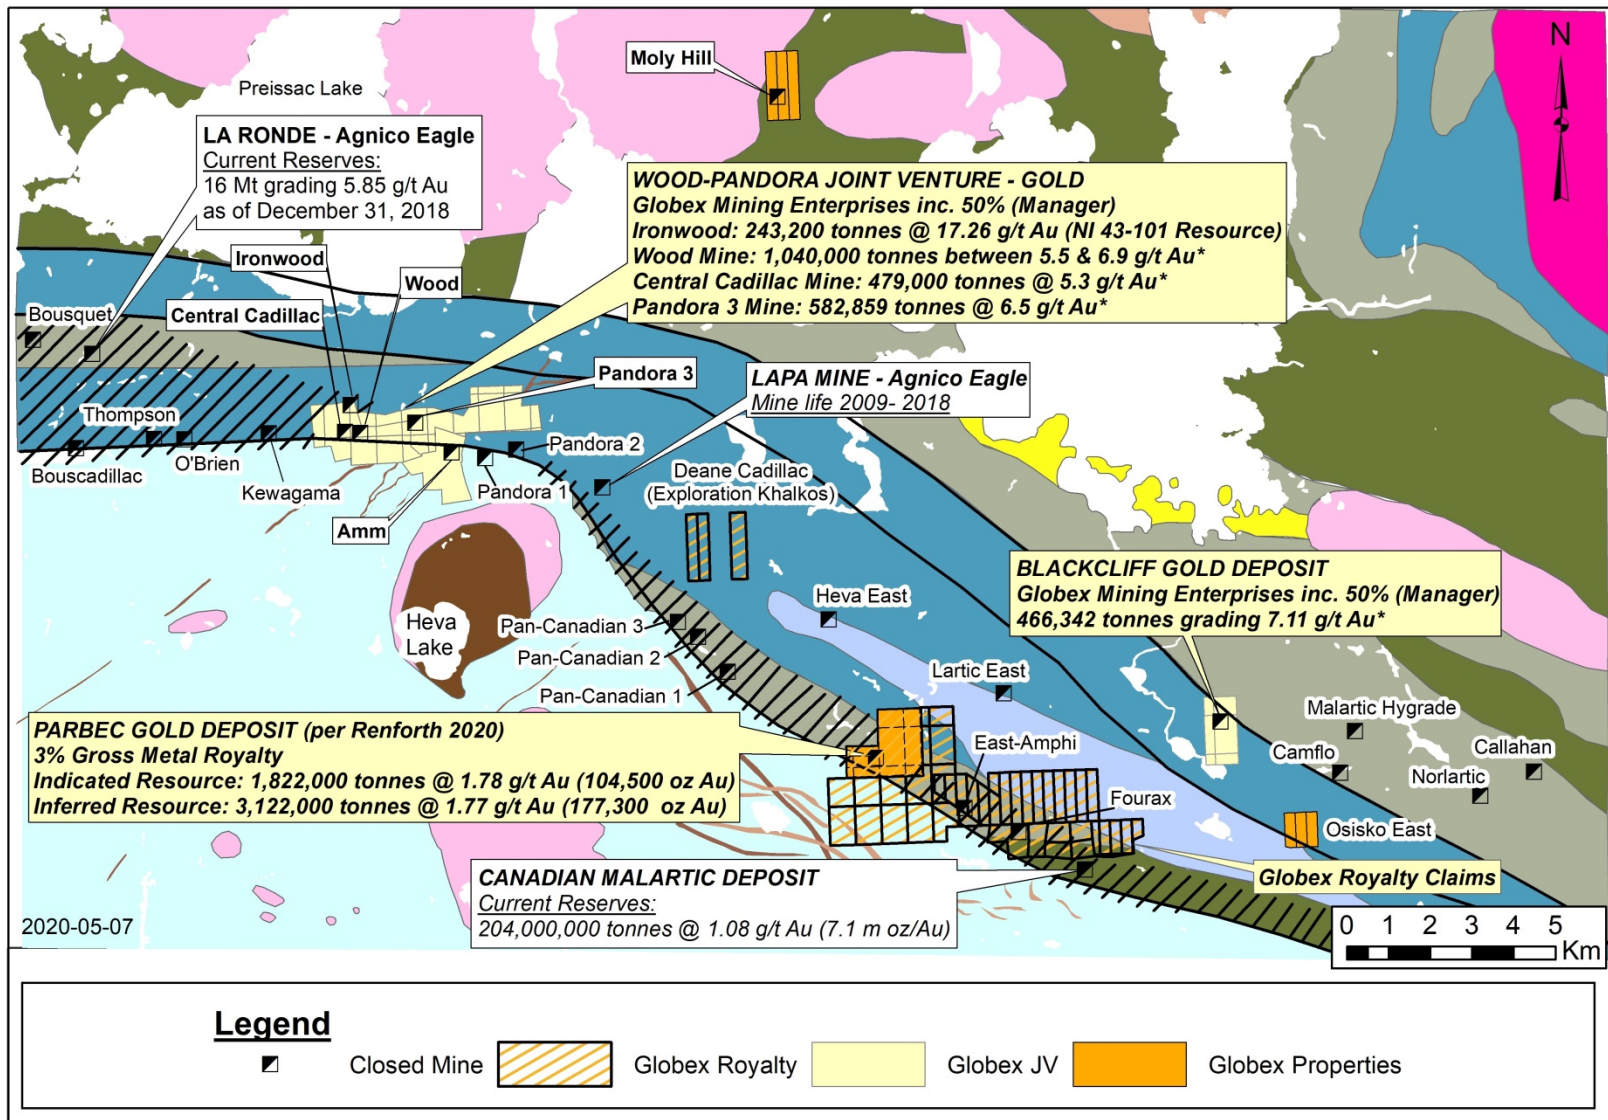 N
Moly Hill
Preissac Lake
LA RONDE - Agnico Eagle
Current Reserves:
16 Mt grading 5.85 g/t Au
as of December 31, 2018
WOOD-PANDORA JOINT VENTURE - GOLD
Globex Mining Enterprises inc. 50% (Manager)
Ironwood: 243,200 tonnes @ 17.26 g/t Au (NI 43-101 Resource)
Wood Mine: 1,040,000 tonnes between 5.5 & 6.9 g/t Au*
Central Cadillac Mine: 479,000 tonnes @ 5.3 g/t Au*
Pandora 3 Mine: 582,859 tonnes @ 6.5 g/t Au*
Ironwood
Wood
Bousquet
Central Cadillac
Pandora 3
LAPA MINE - Agnico Eagle
Mine life 2009- 2018
Thompson
Bouscadillac
O'Brien
Kewagama
Pandora 2
Pandora 1
Amm
Deane Cadillac
(Exploration Khalkos)
BLACKCLIFF GOLD DEPOSIT
Globex Mining Enterprises inc. 50% (Manager)
466,342 tonnes grading 7.11 g/t Au*
Heva East
Heva
Lake
Pan-Canadian 3
Pan-Canadian 2
Pan-Canadian 1
Lartic East
Malartic Hygrade
Camflo
Callahan
Norlartic
PARBEC GOLD DEPOSIT (per Renforth 2020)
3% Gross Metal Royalty
Indicated Resource: 1,822,000 tonnes @ 1.78 g/t Au (104,500 oz Au)
Inferred Resource: 3,122,000 tonnes @ 1.77 g/t Au (177,300 oz Au)
East-Amphi
Fourax
Osisko East
Globex Royalty Claims
CANADIAN MALARTIC DEPOSIT
Current Reserves:
204,000,000 tonnes @ 1.08 g/t Au (7.1 m oz/Au)
2020-05-07
0 1 2 3 4 5
Km
Legend
Closed Mine
Globex Royalty
Globex JV
Globex Properties